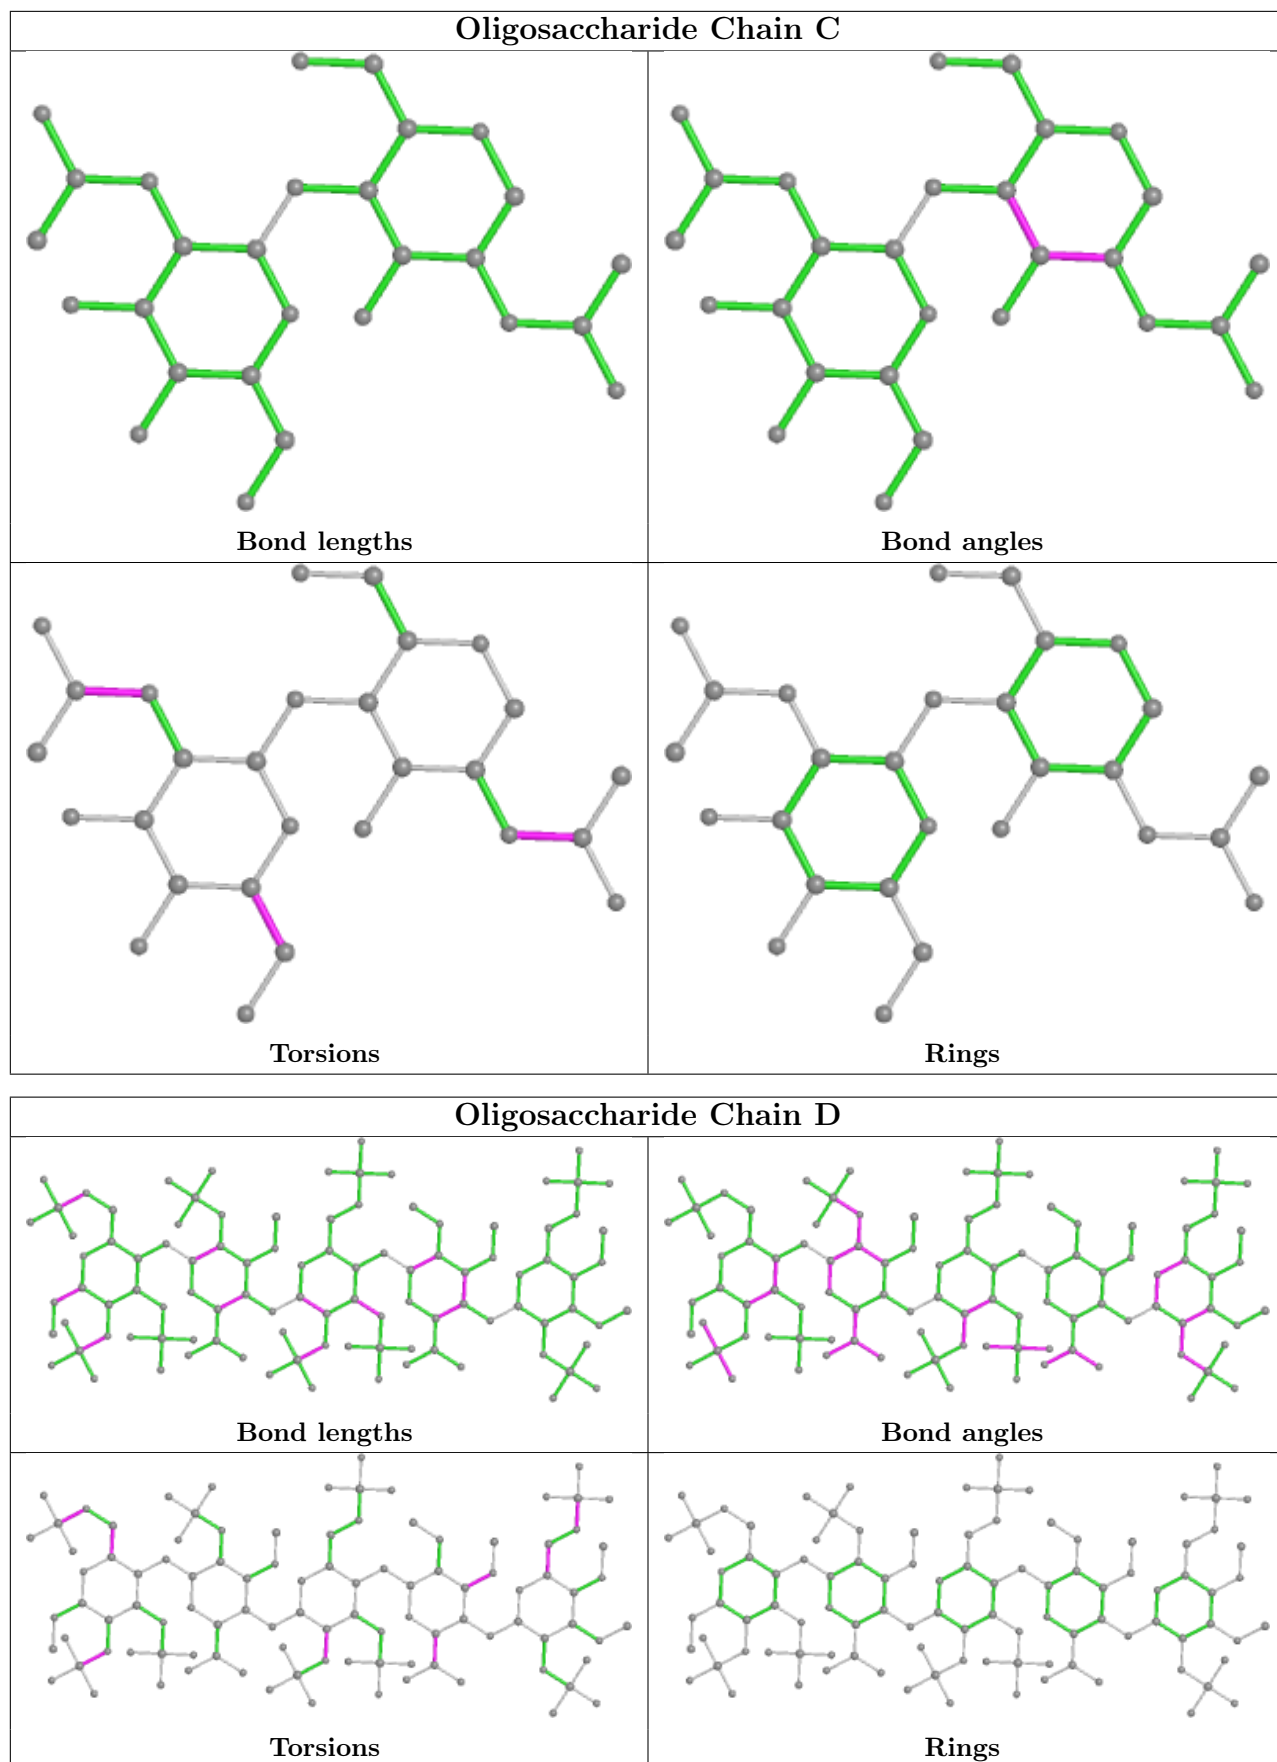 Oligosaccharide Chain C
Bond lengths
Bond angles
Torsions
Rings
Oligosaccharide Chain D
Bond lengths
Bond angles
Torsions
Rings